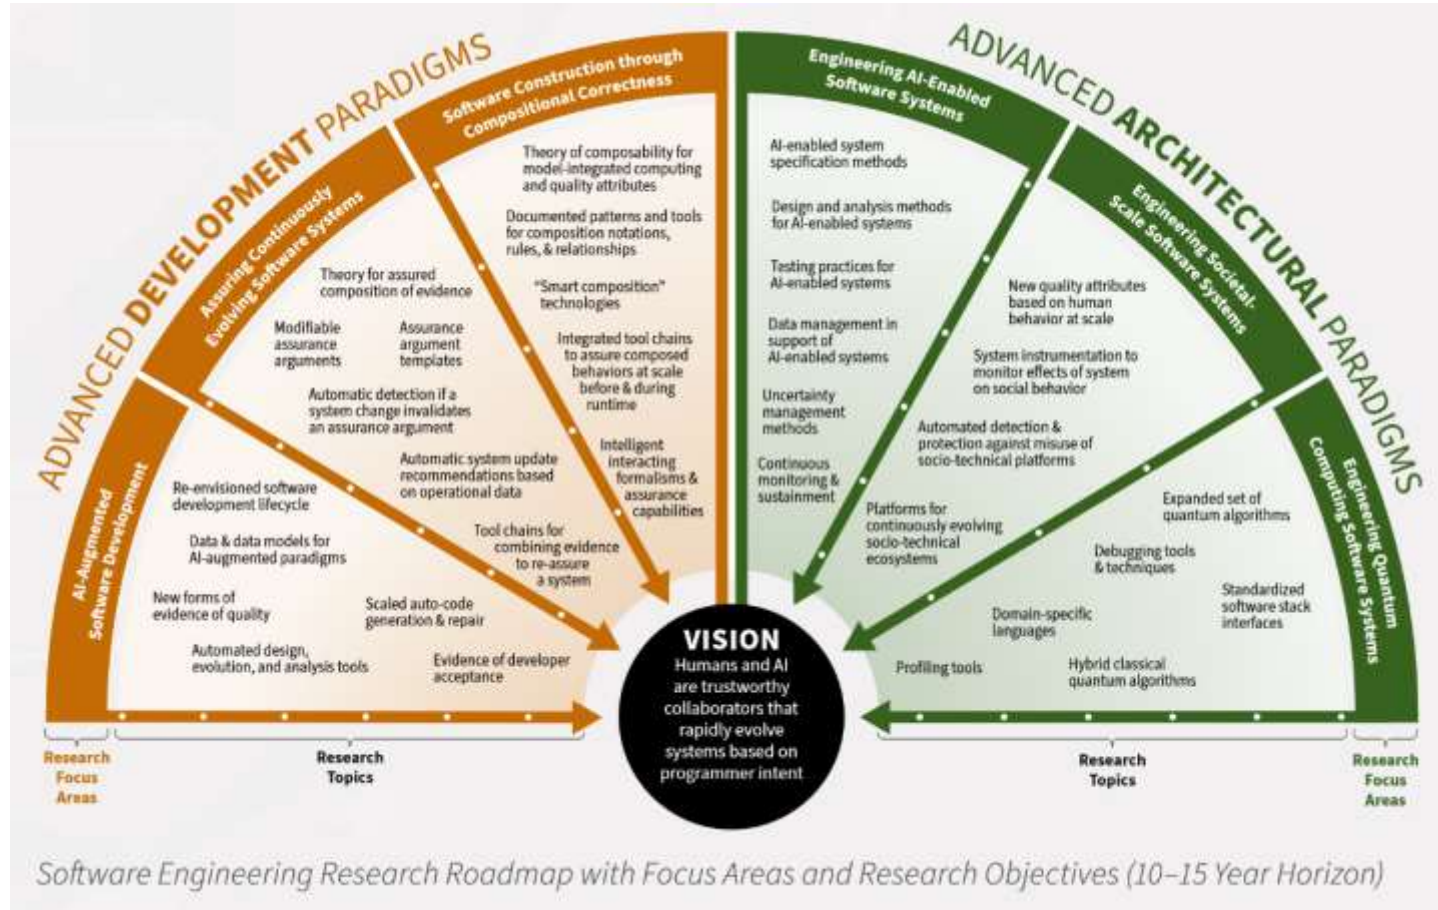 ADVANCED DEVELOPMENT PARADIGMS
AI-Augmented
Software Development
Re-envisioned software
development lifecycle
Data & data models for
AI-augmented paradigms
New forms of
evidence of quality
Scaled auto-code
generation & repair
Automated design,
evolution, and analysis tools
Evidence of developer
acceptance
Assuring Continuously
Evolving Software Systems
Theory for assured
composition of evidence
Modifiable
assurance
arguments
Assurance
argument
templates
Automatic detection if a
system change invalidates
an assurance argument
Automatic system update
recommendations based
on operational data
Tool chains for
combining evidence
to re-assure
a system
Software Construction through
Compositional Correctness
Theory of composability for
model-integrated computing
and quality attributes
Documented patterns and tools
for composition notations,
rules, & relationships
“Smart composition”
technologies
Integrated tool chains
to assure composed
behaviors at scale
before & during
runtime
Intelligent
interacting
formalisms &
assurance
capabilities
ADVANCED ARCHITECTURAL PARADIGMS
Engineering AI-Enabled
Software Systems
AI-enabled system
specification methods
Design and analysis methods
for AI-enabled systems
Testing practices for
AI-enabled systems
Data management in
support of
AI-enabled systems
Uncertainty
management
methods
Continuous
monitoring &
sustainment
Engineering Societal-
Scale Software Systems
New quality attributes
based on human
behavior at scale
System instrumentation to
monitor effects of system
on social behavior
Automated detection &
protection against misuse of
socio-technical platforms
Platforms for
continuously evolving
socio-technical
ecosystems
Engineering Quantum
Computing Software Systems
Expanded set of
quantum algorithms
Debugging tools
& techniques
Standardized
software stack
interfaces
Domain-specific
languages
Profiling tools
Hybrid classical
quantum algorithms
VISION
Humans and AI
are trustworthy
collaborators that
rapidly evolve
systems based on
programmer intent
Research
Focus
Areas
Research
Topics
Research
Topics
Research
Focus
Areas
Software Engineering Research Roadmap with Focus Areas and Research Objectives (10–15 Year Horizon)